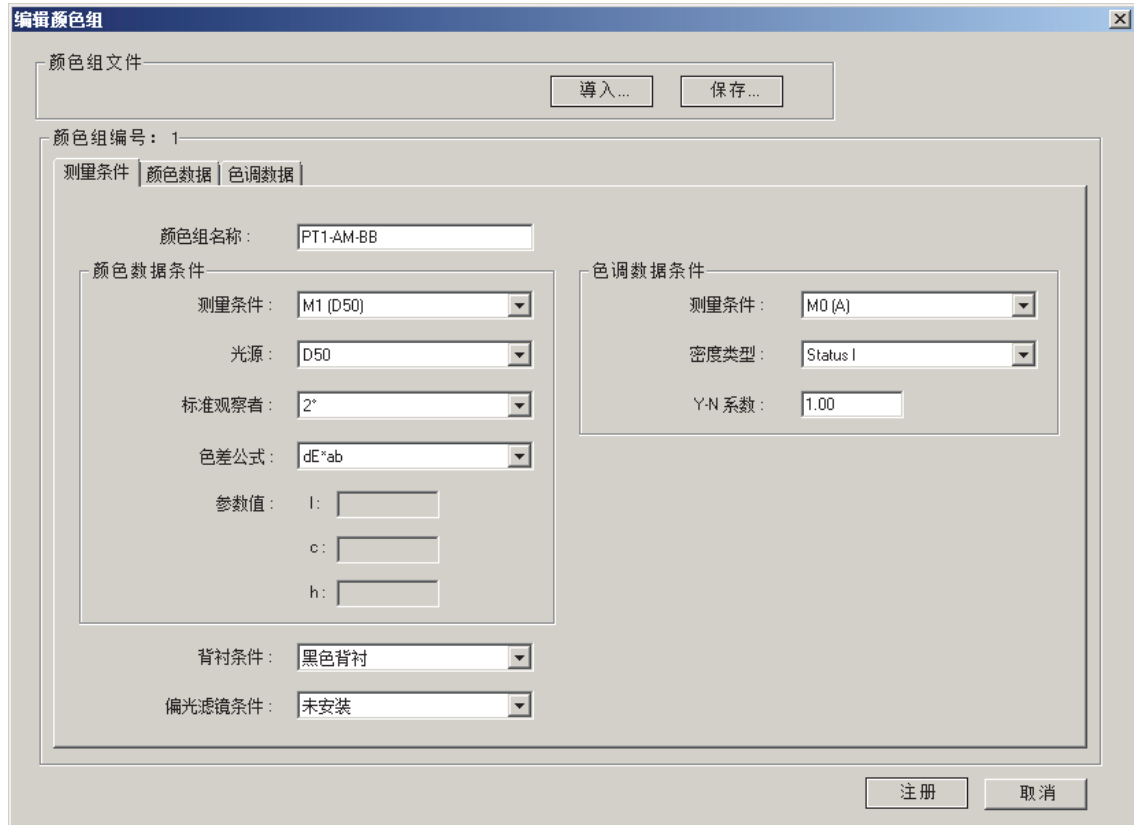 编辑颜色组
颜色组文件
導入...
保存...
颜色组编号： 1
测量条件 颜色数据 色调数据
颜色组名称： PT1-AM-BB
颜色数据条件
测量条件： M1 (D50)
光源： D50
标准观察者： 2°
色差公式： dE*ab
参数值： l:
c:
h:
色调数据条件
测量条件： M0 (A)
密度类型： Status I
Y-N 系数： 1.00
背衬条件： 黑色背衬
偏光滤镜条件： 未安装
注册
取消